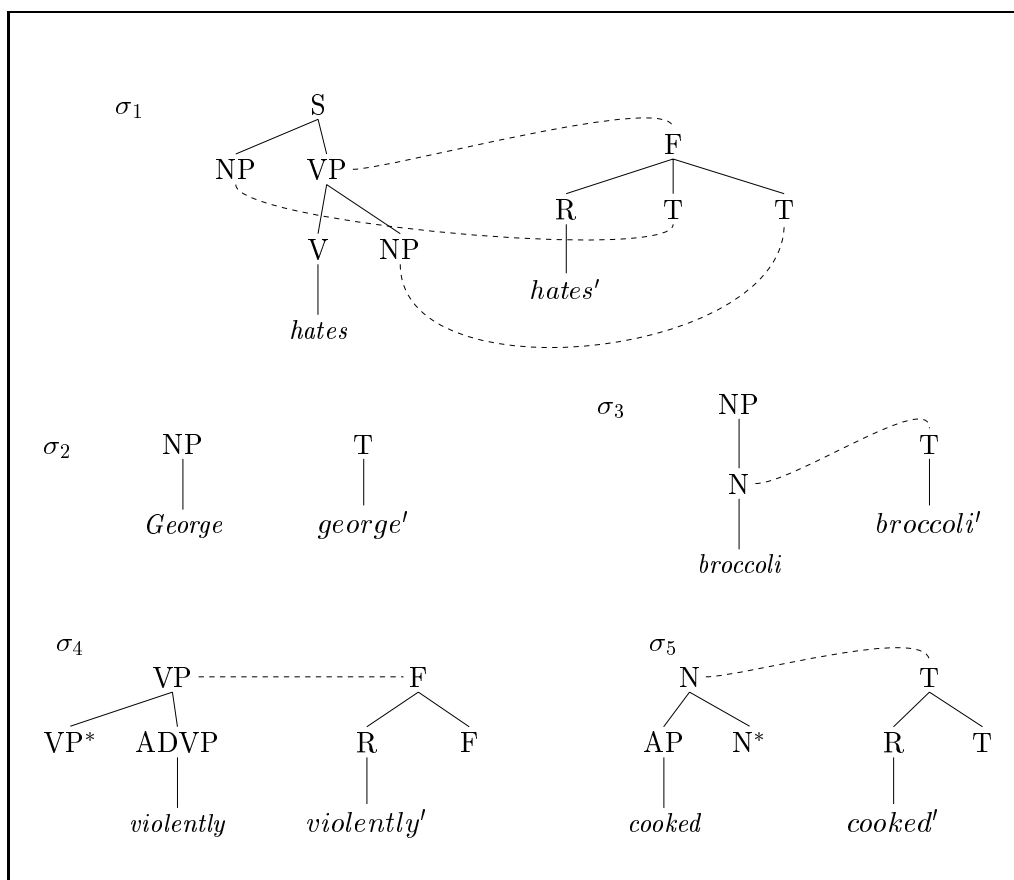 σ₁ S
F
NP VP
R T T
V NP
hates′
hates
σ₃ NP
σ₂ NP T
T
N
George george′
broccoli′
broccoli
σ₄
σ₅
VP F
N T
VP* ADVP R F
AP N* R T
violently violently′
cooked cooked′